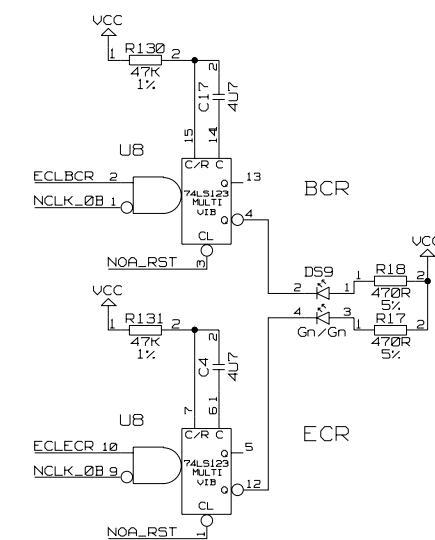 VCC
1 R130 2
47K
1%
C17
4U7
2
1
15
14
U8
C/R C
ECLBCR 2
NCLK_0B 1
Q 13
74LS123
MULTI
VIB
Q 4
CL
3
NOA_RST
BCR
VCC
DS9
2 1
1 R18 2
470R
5%
4 3
Gn/Gn
1 R17 2
470R
5%
VCC
1 R131 2
47K
1%
C4
4U7
2
1
7
6
U8
C/R C
ECLECR 10
NCLK_0B 9
Q 5
74LS123
MULTI
VIB
Q 12
CL
1
NOA_RST
ECR